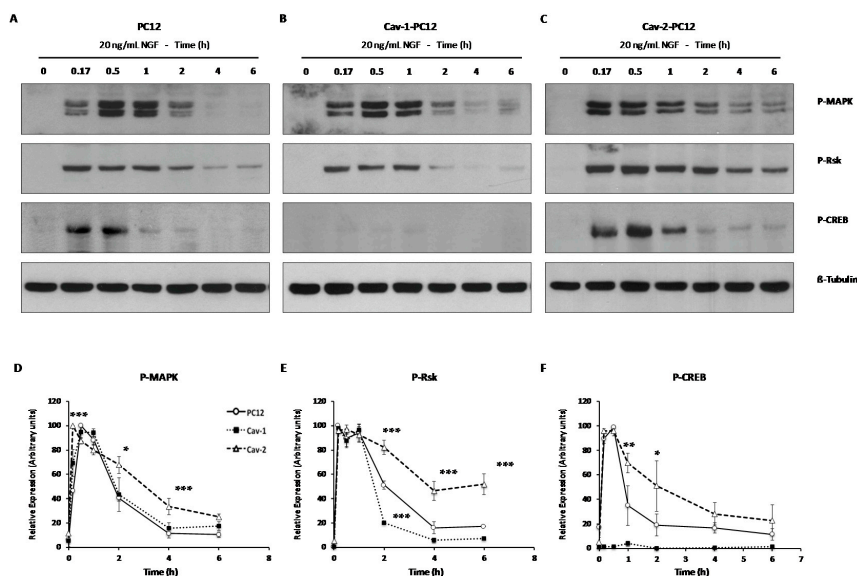 A
PC12
20 ng/mL NGF - Time (h)
0 0.17 0.5 1 2 4 6
B
Cav-1-PC12
20 ng/mL NGF - Time (h)
0 0.17 0.5 1 2 4 6
C
Cav-2-PC12
20 ng/mL NGF - Time (h)
0 0.17 0.5 1 2 4 6
P-MAPK
P-Rsk
P-CREB
ß-Tubulin
D
P-MAPK
Relative Expression (Arbitrary units)
120
100
80
60
40
20
0
***
*
***
PC12
Cav-1
Cav-2
0 2 4 6 8
Time (h)
E
P-Rsk
Relative Expression (Arbitrary units)
120
100
80
60
40
20
0
***
***
***
***
0 2 4 6 8
Time (h)
F
P-CREB
Relative Expression (Arbitrary units)
120
100
80
60
40
20
0
**
*
0 1 2 3 4 5 6 7
Time (h)